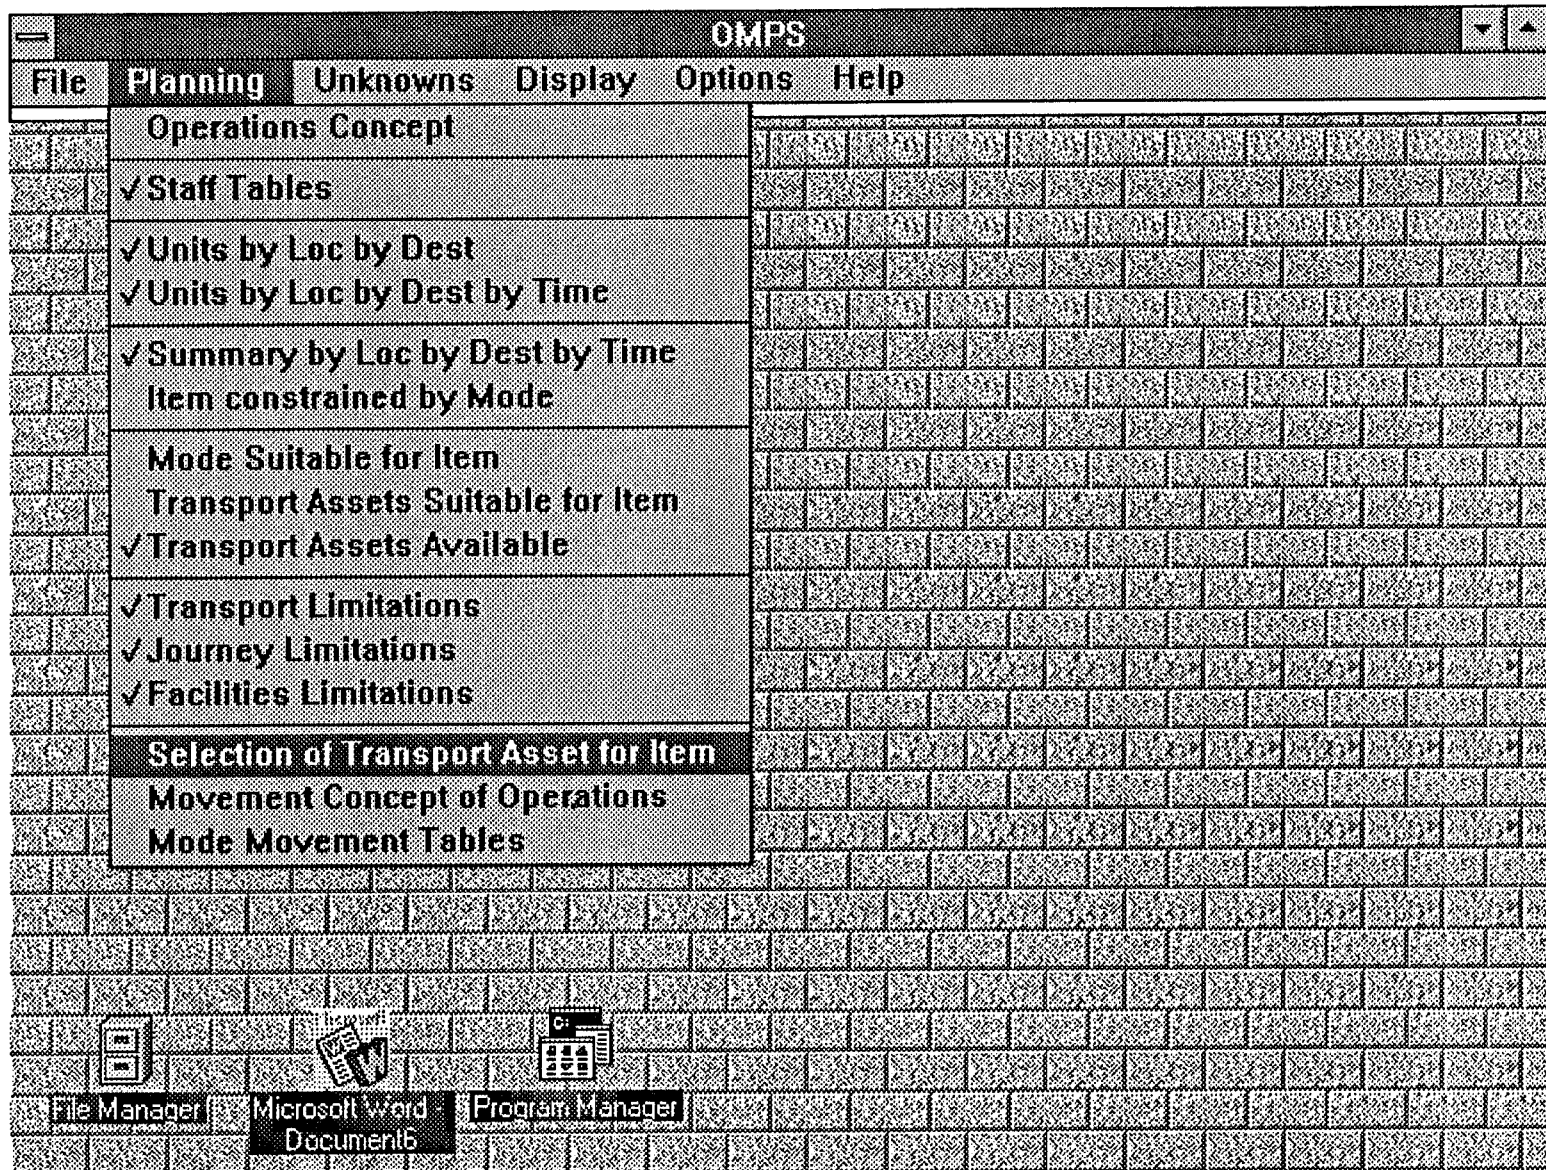 OMPS
File Planning Unknowns Display Options Help
Operations Concept
✓Staff Tables
✓Units by Loc by Dest
✓Units by Loc by Dest by Time
✓Summary by Loc by Dest by Time
Item constrained by Mode
Mode Suitable for Item
Transport Assets Suitable for Item
✓Transport Assets Available
✓Transport Limitations
✓Journey Limitations
✓Facilities Limitations
Selection of Transport Asset for Item
Movement Concept of Operations
Mode Movement Tables
C:
File Manager Microsoft Word - Program Manager
Document6